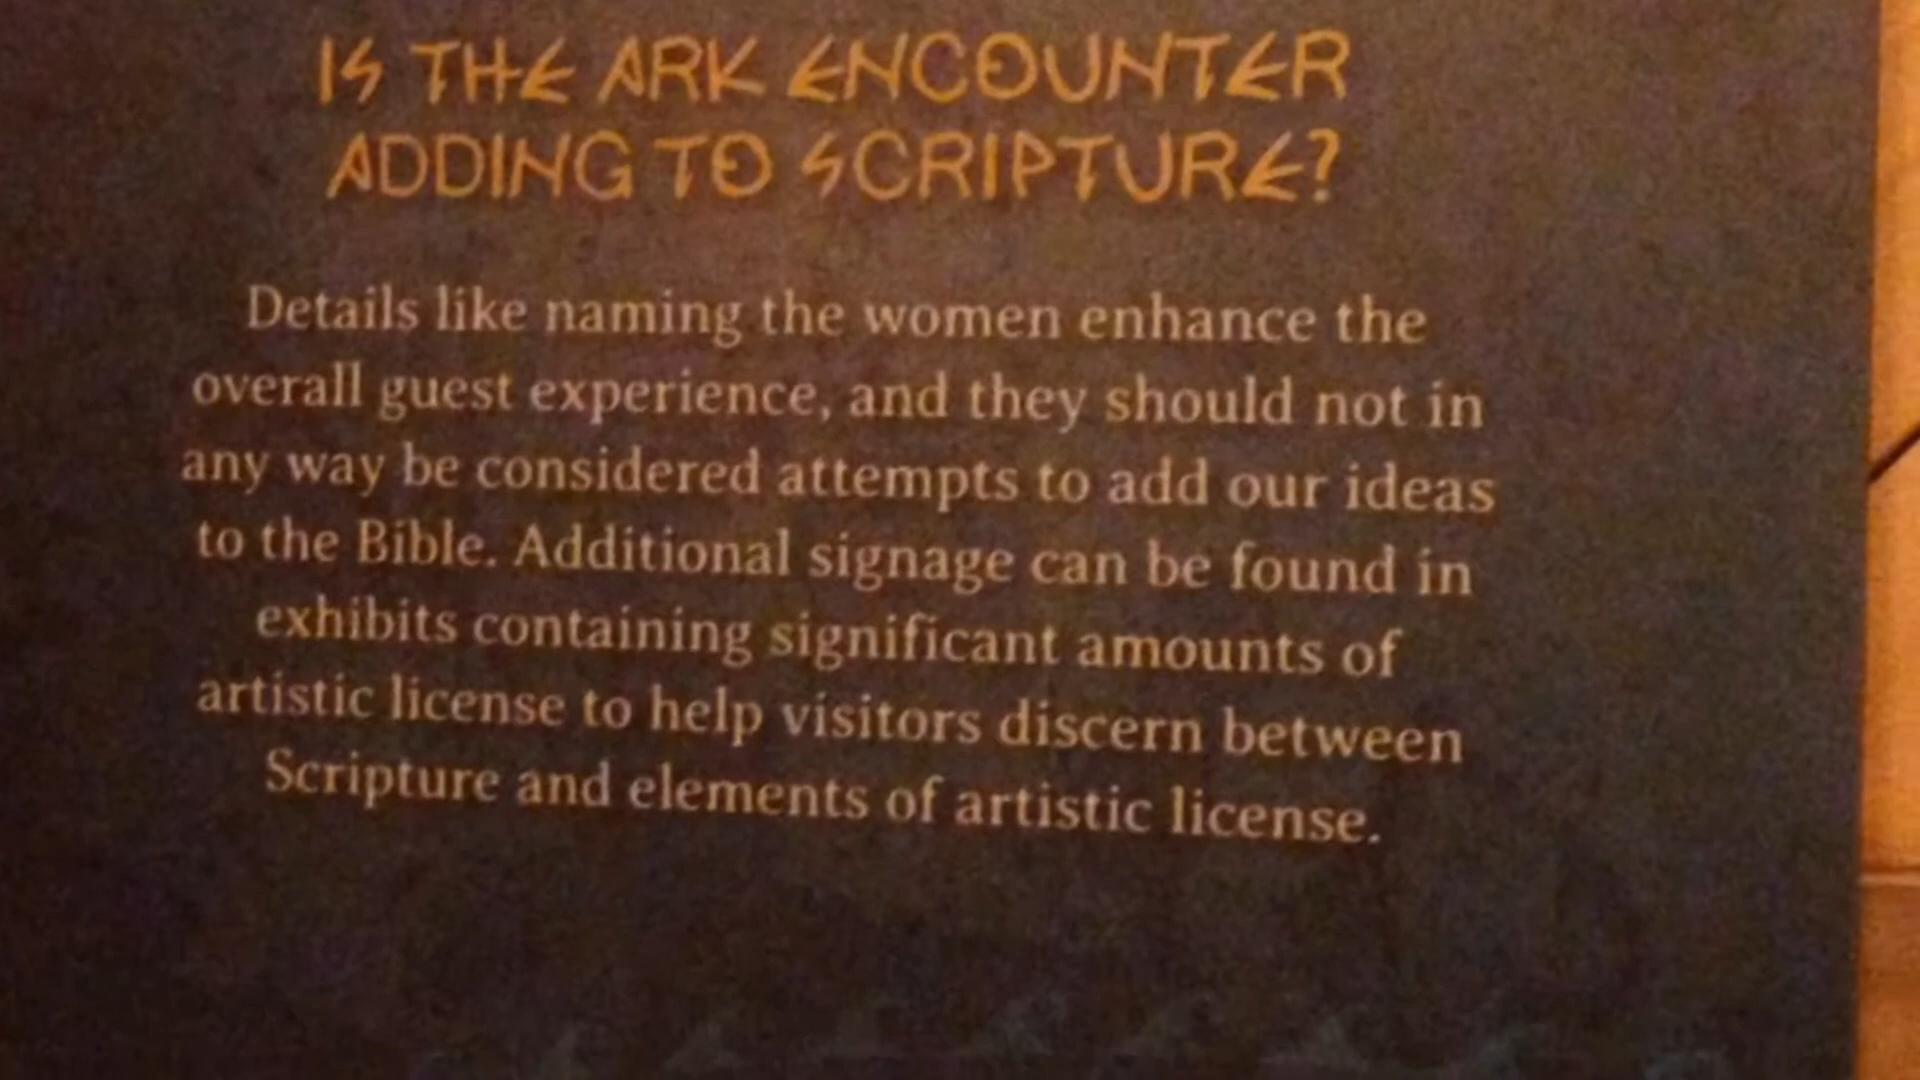 IS THE ARK ENCOUNTER
ADDING TO SCRIPTURE?
Details like naming the women enhance the
overall guest experience, and they should not in
any way be considered attempts to add our ideas
to the Bible. Additional signage can be found in
exhibits containing significant amounts of
artistic license to help visitors discern between
Scripture and elements of artistic license.